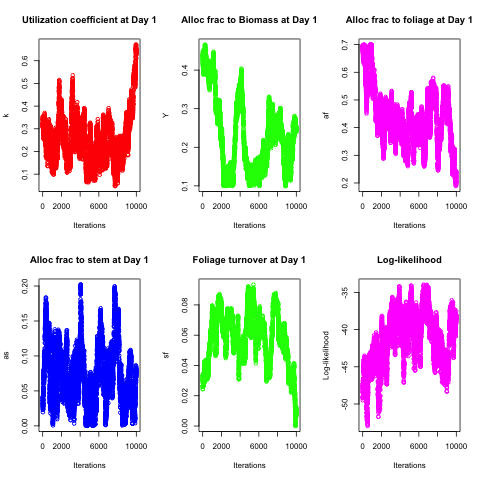 Utilization coefficient at Day 1
k
0.1 0.2 0.3 0.4 0.5 0.6
0 2000 6000 10000
Iterations
Alloc frac to Biomass at Day 1
Y
0.1 0.2 0.3 0.4
0 2000 6000 10000
Iterations
Alloc frac to foliage at Day 1
af
0.2 0.3 0.4 0.5 0.6 0.7
0 2000 6000 10000
Iterations
Alloc frac to stem at Day 1
as
0.00 0.05 0.10 0.15 0.20
0 2000 6000 10000
Iterations
Foliage turnover at Day 1
sf
0.00 0.02 0.04 0.06 0.08
0 2000 6000 10000
Iterations
Log-likelihood
Log-likelihood
-50 -45 -40 -35
0 2000 6000 10000
Iterations